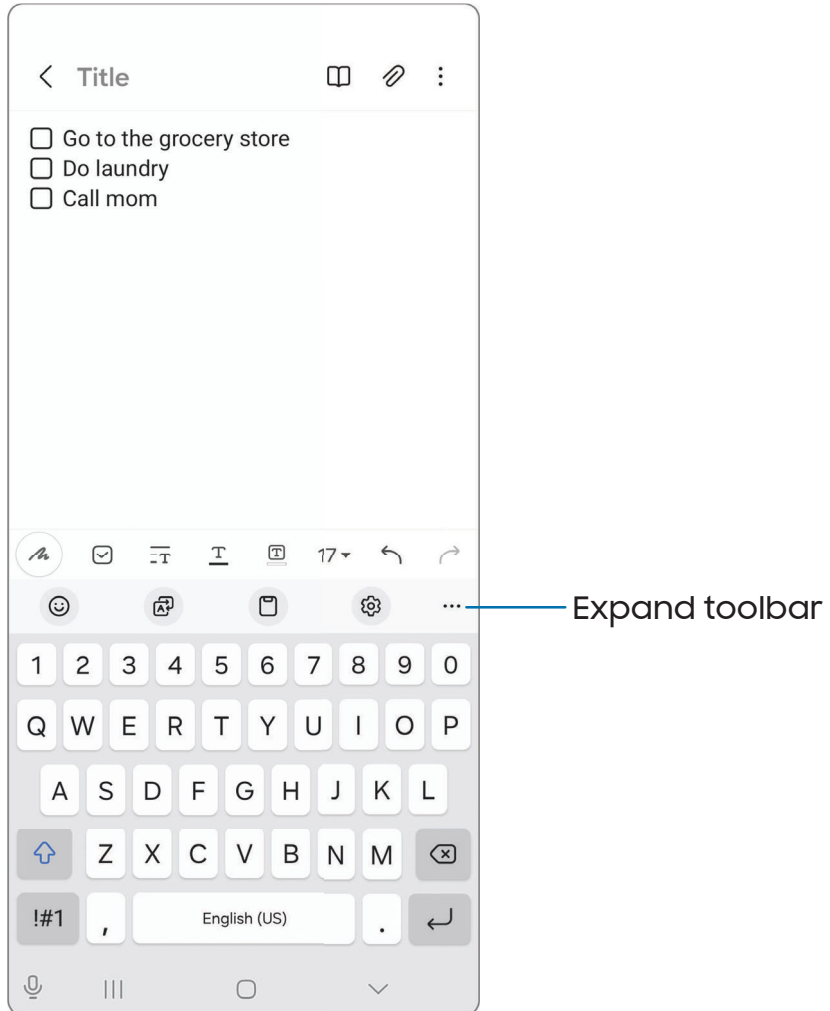 Title
Go to the grocery store
Do laundry
Call mom
T T T 17
A
Expand toolbar
1 2 3 4 5 6 7 8 9 0
Q W E R T Y U I O P
A S D F G H J K L
Z X C V B N M
!#1 , English (US) .